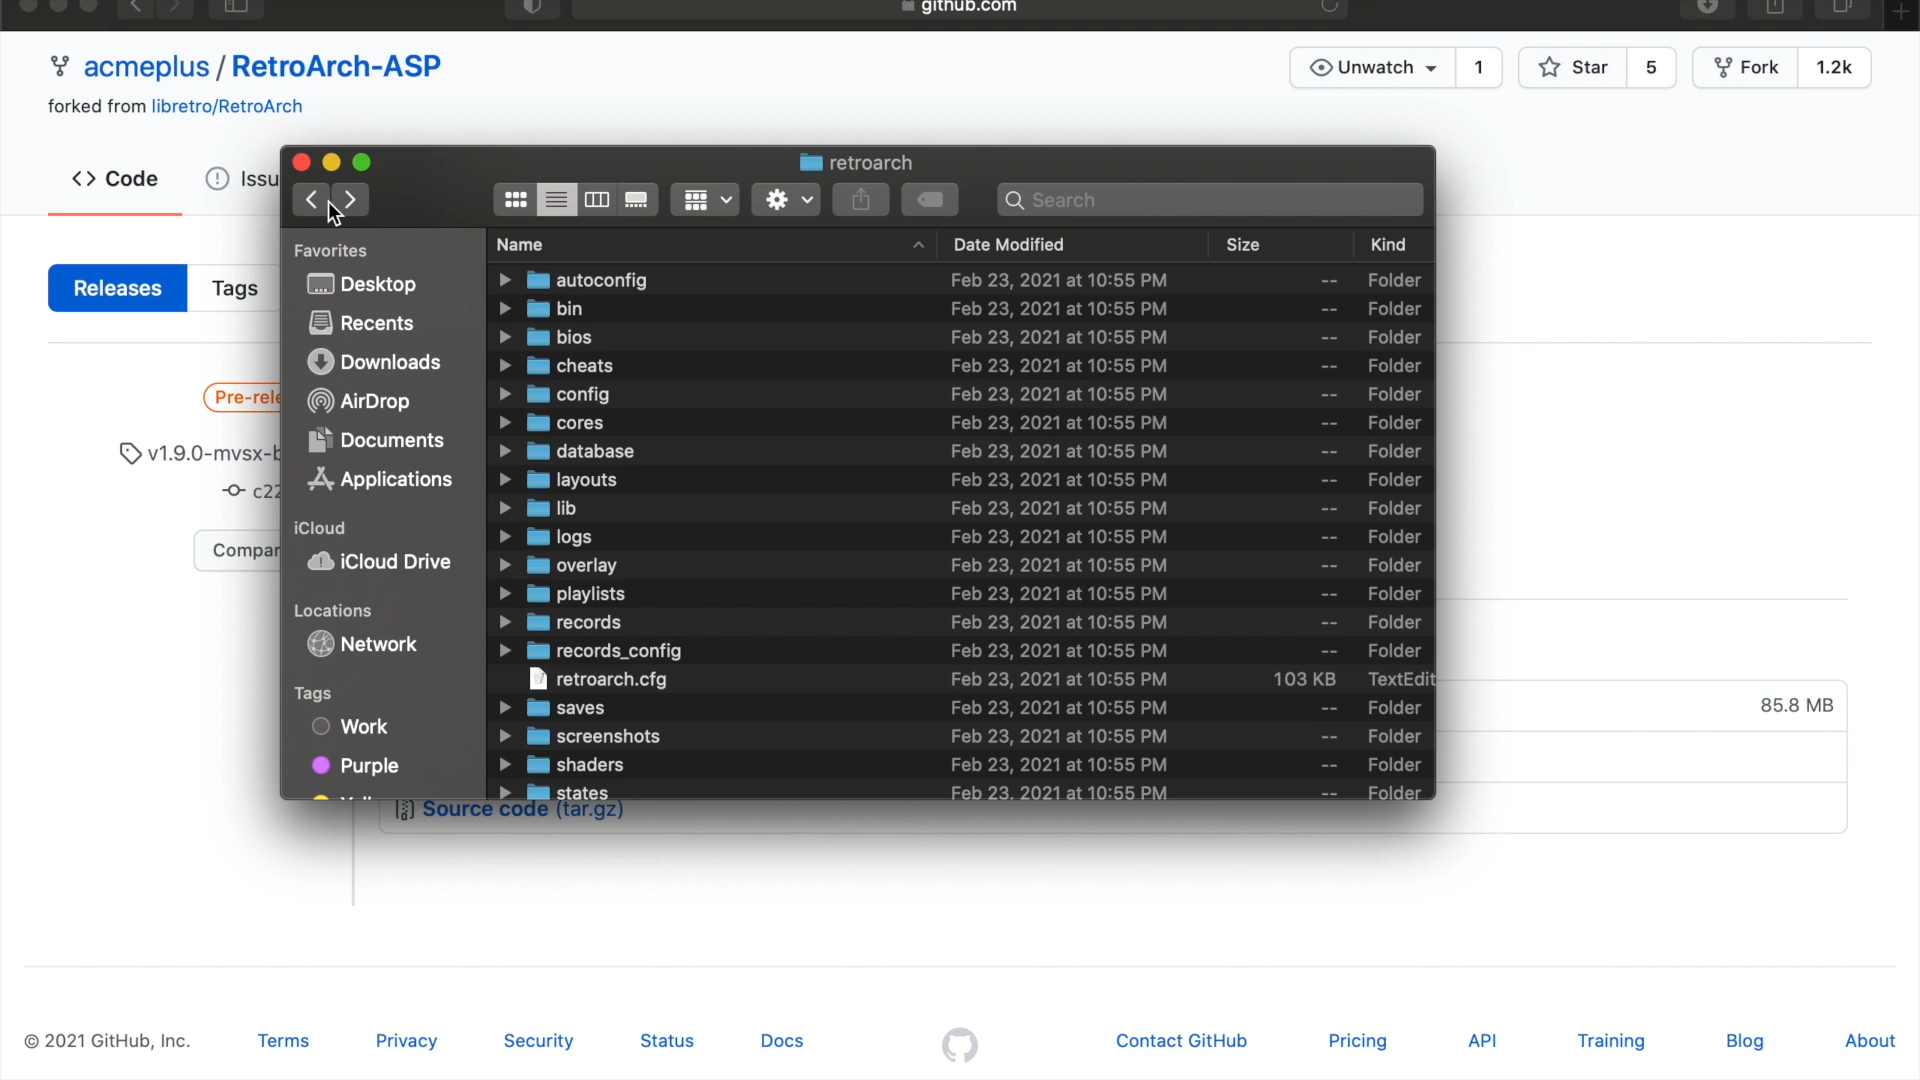 github.com
acmeplus / RetroArch-ASP
Unwatch 1
Star 5
Fork 1.2k
forked from libretro/RetroArch
Code
Issu
retroarch
Search
Releases
Tags
Pre-rele
v1.9.0-mvsx-b
c22
Compar
Favorites
Desktop
Recents
Downloads
AirDrop
Documents
Applications
iCloud
iCloud Drive
Locations
Network
Tags
Work
Purple
Name Date Modified Size Kind
autoconfig Feb 23, 2021 at 10:55 PM -- Folder
bin Feb 23, 2021 at 10:55 PM -- Folder
bios Feb 23, 2021 at 10:55 PM -- Folder
cheats Feb 23, 2021 at 10:55 PM -- Folder
config Feb 23, 2021 at 10:55 PM -- Folder
cores Feb 23, 2021 at 10:55 PM -- Folder
database Feb 23, 2021 at 10:55 PM -- Folder
layouts Feb 23, 2021 at 10:55 PM -- Folder
lib Feb 23, 2021 at 10:55 PM -- Folder
logs Feb 23, 2021 at 10:55 PM -- Folder
overlay Feb 23, 2021 at 10:55 PM -- Folder
playlists Feb 23, 2021 at 10:55 PM -- Folder
records Feb 23, 2021 at 10:55 PM -- Folder
records_config Feb 23, 2021 at 10:55 PM -- Folder
retroarch.cfg Feb 23, 2021 at 10:55 PM 103 KB TextEdit
saves Feb 23, 2021 at 10:55 PM -- Folder
screenshots Feb 23, 2021 at 10:55 PM -- Folder
shaders Feb 23, 2021 at 10:55 PM -- Folder
states Feb 23, 2021 at 10:55 PM -- Folder
85.8 MB
Source code (tar.gz)
© 2021 GitHub, Inc. Terms Privacy Security Status Docs Contact GitHub Pricing API Training Blog About